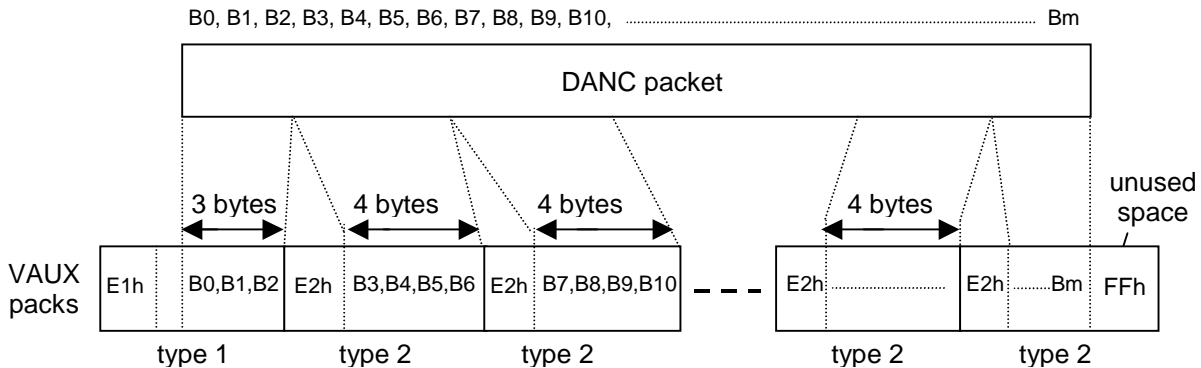 B0, B1, B2, B3, B4, B5, B6, B7, B8, B9, B10, ........ Bm
DANC packet
unused
space
3 bytes
4 bytes
4 bytes
4 bytes
VAUX
packs
E1h
B0,B1,B2
E2h
B3,B4,B5,B6
E2h
B7,B8,B9,B10
E2h
........
E2h
........Bm
FFh
type 1
type 2
type 2
type 2
type 2